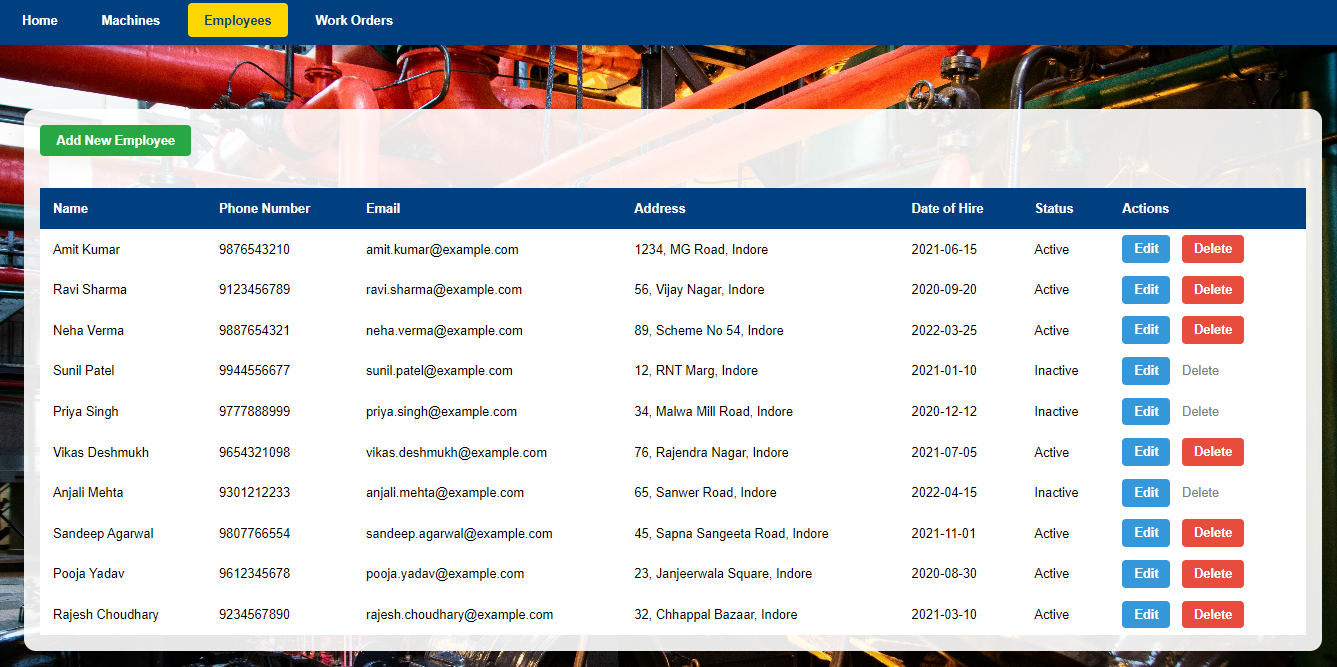 Home Machines Employees Work Orders
Add New Employee
Name Phone Number Email Address Date of Hire Status Actions
Amit Kumar 9876543210 amit.kumar@example.com 1234, MG Road, Indore 2021-06-15 Active Edit Delete
Ravi Sharma 9123456789 ravi.sharma@example.com 56, Vijay Nagar, Indore 2020-09-20 Active Edit Delete
Neha Verma 9887654321 neha.verma@example.com 89, Scheme No 54, Indore 2022-03-25 Active Edit Delete
Sunil Patel 9944556677 sunil.patel@example.com 12, RNT Marg, Indore 2021-01-10 Inactive Edit Delete
Priya Singh 9777888999 priya.singh@example.com 34, Malwa Mill Road, Indore 2020-12-12 Inactive Edit Delete
Vikas Deshmukh 9654321098 vikas.deshmukh@example.com 76, Rajendra Nagar, Indore 2021-07-05 Active Edit Delete
Anjali Mehta 9301212233 anjali.mehta@example.com 65, Sanwer Road, Indore 2022-04-15 Inactive Edit Delete
Sandeep Agarwal 9807766554 sandeep.agarwal@example.com 45, Sapna Sangeeta Road, Indore 2021-11-01 Active Edit Delete
Pooja Yadav 9612345678 pooja.yadav@example.com 23, Janjeerwala Square, Indore 2020-08-30 Active Edit Delete
Rajesh Choudhary 9234567890 rajesh.choudhary@example.com 32, Chhappal Bazaar, Indore 2021-03-10 Active Edit Delete